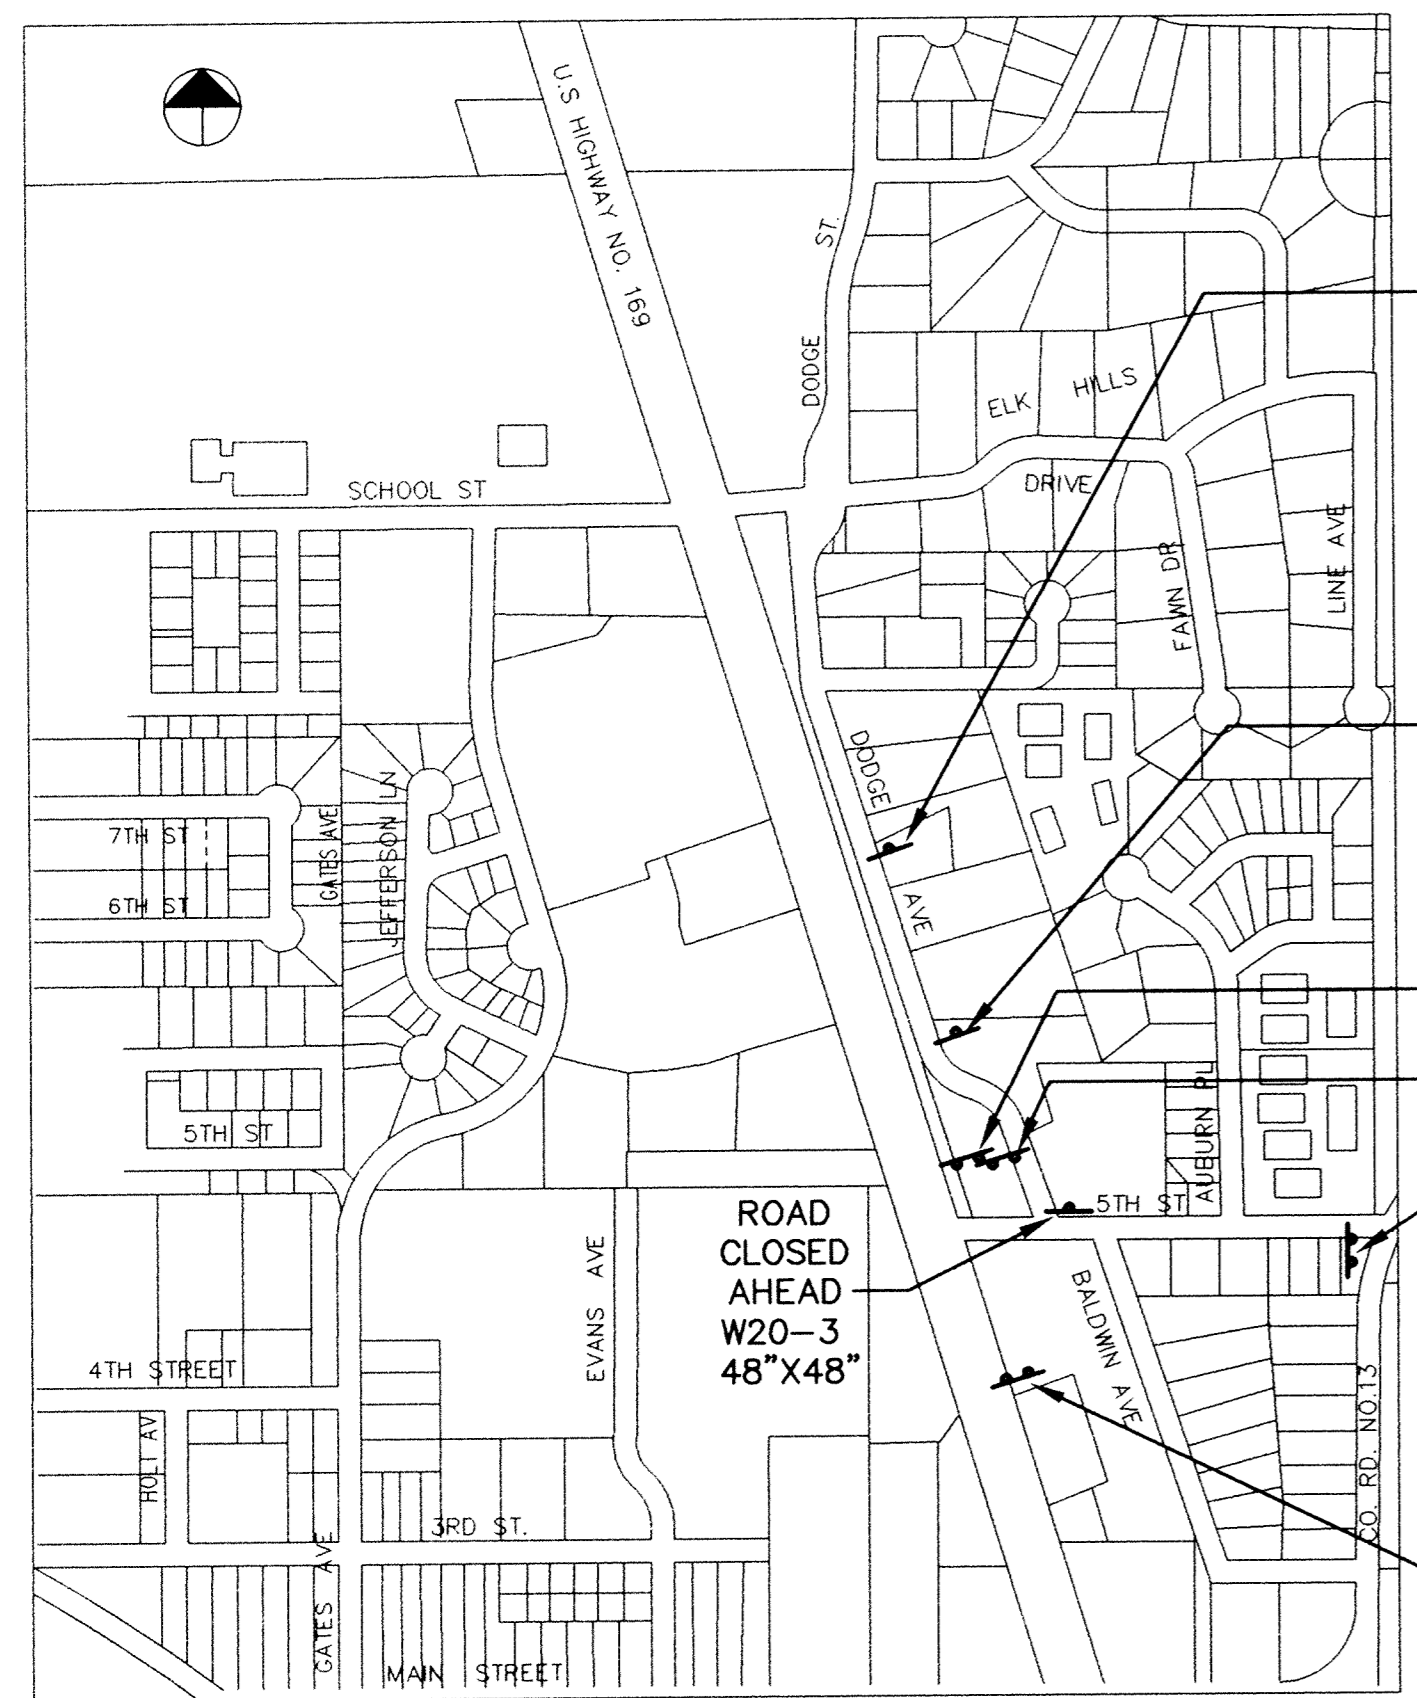 U.S HIGHWAY NO. 169
DODGE ST.
ELK HILLS
DRIVE
SCHOOL ST
FAWN DR
LINE AVE
DODGE
AVE
7TH ST
6TH ST
GATES AVE
JEFFERSON LN
5TH ST
AUBURN PL
5TH ST
ROAD
CLOSED
AHEAD
W20-3
48"X48"
EVANS AVE
BALDWIN AVE
4TH STREET
HOLT AV
CO. RD. NO.13
3RD ST.
GATES AVE
MAIN STREET